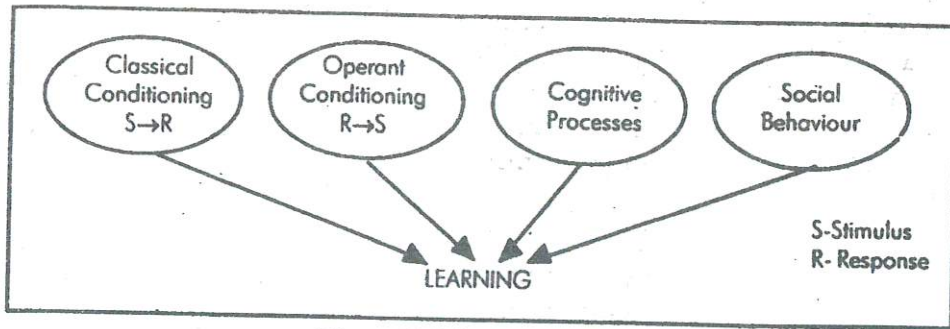 Classical
Conditioning
S→R
Operant
Conditioning
R→S
Cognitive
Processes
Social
Behaviour
S-Stimulus
R- Response
LEARNING